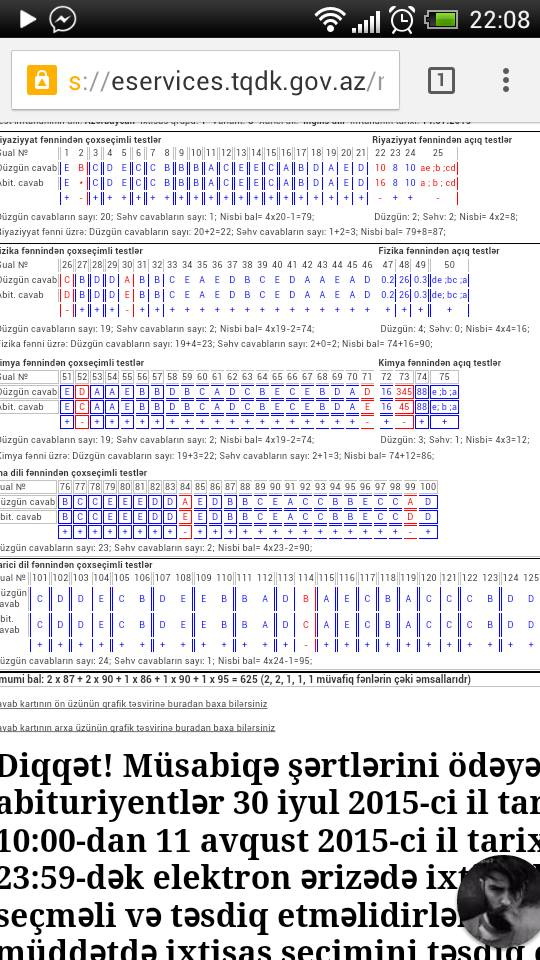 22:08
s://eservices.tqdk.gov.az/r
1
iyaziyyat fənnindən çoxseçimli testlər Riyaziyyat fənnindən açıq testlər
Sual № 1 2 3 4 5 6 7 8 9 10 11 12 13 14 15 16 17 18 19 20 21 22 23 24 25
Düzgün cavab E B C D E C C B B B A C E E C A B D A E D 10 8 10 ae ;b ;cd
Abit. cavab E • C D E C C B B B A C E E C A B D A E D 16 8 10 a ; b ; cd
+ - + + + + + + + + + + + + + + + + + + + - + + -
Düzgün cavabların sayı: 20; Səhv cavabların sayı: 1; Nisbi bal= 4x20-1=79; Düzgün: 2; Səhv: 2; Nisbi= 4x2=8;
Riyaziyyat fənni üzrə: Düzgün cavabların sayı: 20+2=22; Səhv cavabların sayı: 1+2=3; Nisbi bal= 79+8=87;
izika fənnindən çoxseçimli testlər Fizika fənnindən açıq testlər
Sual № 26 27 28 29 30 31 32 33 34 35 36 37 38 39 40 41 42 43 44 45 46 47 48 49 50
Düzgün cavab C B D D A B B C E A E D B C E D A A E A D 0.2 26 0.3 de; bc ;a
Abit. cavab D B D D E B B C E A E D B C E D A A E A D 0.2 26 0.3 de; bc ;a
- + + + - + + + + + + + + + + + + + + + + + + + +
Düzgün cavabların sayı: 19; Səhv cavabların sayı: 2; Nisbi bal= 4x19-2=74; Düzgün: 4; Səhv: 0; Nisbi= 4x4=16;
Fizika fənni üzrə: Düzgün cavabların sayı: 19+4=23; Səhv cavabların sayı: 2+0=2; Nisbi bal= 74+16=90;
imya fənnindən çoxseçimli testlər Kimya fənnindən açıq testlər
Sual № 51 52 53 54 55 56 57 58 59 60 61 62 63 64 65 66 67 68 69 70 71 72 73 74 75
Düzgün cavab E D A A E B B D B C A D C B E C E B D A D 16 345 88 e; b ;a
Abit. cavab E C A A E B B D B C A D C B E C E B D A E 16 45 88 e; b ;a
+ - + + + + + + + + + + + + + + + + + + - + - + +
Düzgün cavabların sayı: 19; Səhv cavabların sayı: 2; Nisbi bal= 4x19-2=74; Düzgün: 3; Səhv: 1; Nisbi= 4x3=12;
Kimya fənni üzrə: Düzgün cavabların sayı: 19+3=22; Səhv cavabların sayı: 2+1=3; Nisbi bal= 74+12=86;
na dili fənnindən çoxseçimli testlər
ual № 76 77 78 79 80 81 82 83 84 85 86 87 88 89 90 91 92 93 94 95 96 97 98 99 100
üzgün cavab B C C E E E D D A E D B B C E A C C B B E C C A D
bit. cavab B C C E E E D D E E D B B C E A C C B B E C C D D
+ + + + + + + + - + + + + + + + + + + + + + + - +
üzgün cavabların sayı: 23; Səhv cavabların sayı: 2; Nisbi bal= 4x23-2=90;
arici dil fənnindən çoxseçimli testlər
ual № 101 102 103 104 105 106 107 108 109 110 111 112 113 114 115 116 117 118 119 120 121 122 123 124 125
üzgün
avab C D D E C B D E E B B A D B A E C B A C C C B D D
bit.
avab C D D E C B D E E B B A D C A E C B A C C C B D D
+ + + + + + + + + + + + + - + + + + + + + + + + +
üzgün cavabların sayı: 24; Səhv cavabların sayı: 1; Nisbi bal= 4x24-1=95;
mumi bal: 2 x 87 + 2 x 90 + 1 x 86 + 1 x 90 + 1 x 95 = 625 (2, 2, 1, 1, 1 müvafiq fənlərin çəki əmsallarıdır)
avab kartının ön üzünün qrafik təsvirinə buradan baxa bilərsiniz
avab kartının arxa üzünün qrafik təsvirinə buradan baxa bilərsiniz
Diqqət! Müsabiqə şərtlərini ödəyə
abituriyentlər 30 iyul 2015-ci il tar
10:00-dan 11 avqust 2015-ci il tarix
23:59-dək elektron ərizədə ixt
seçməli və təsdiq etməlidirlə
müddətdə ixtisas seçimini təsdiq